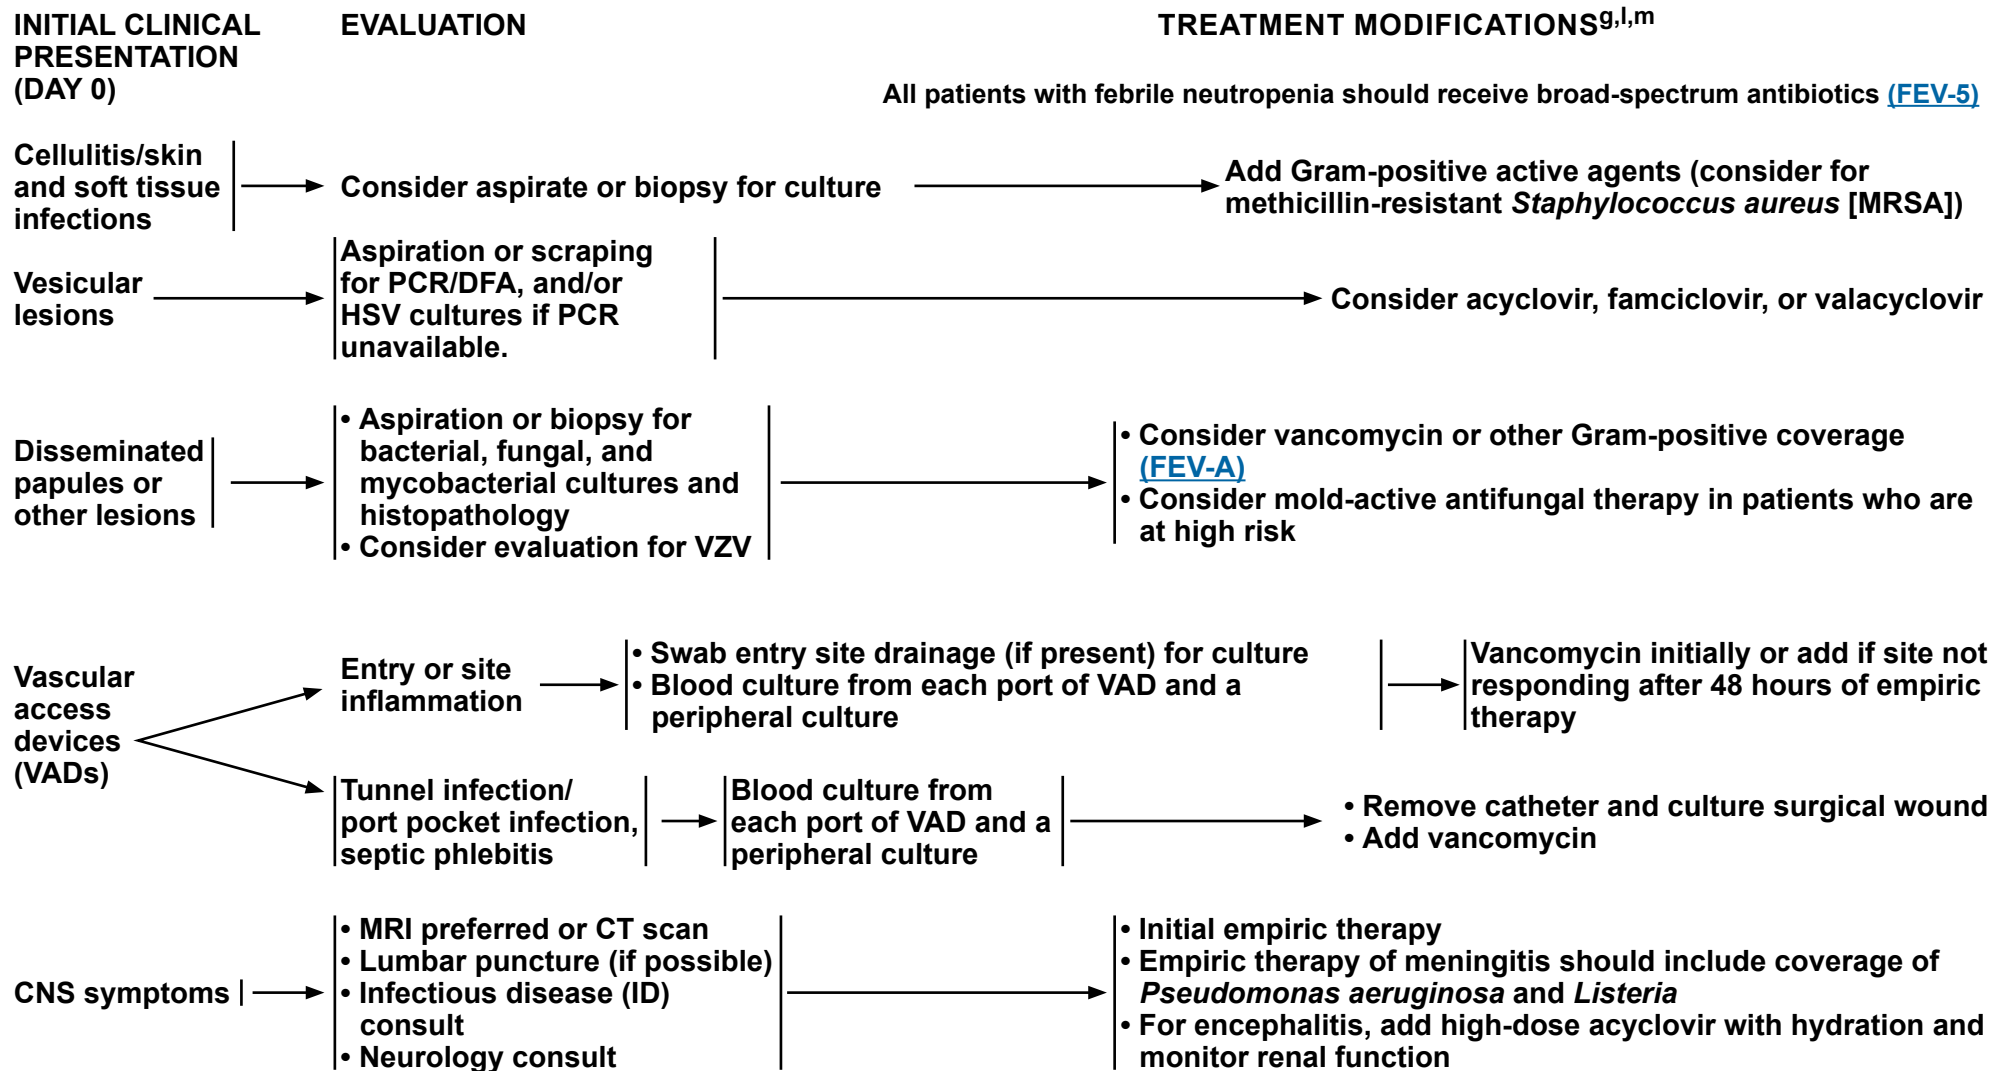 INITIAL CLINICAL
PRESENTATION
(DAY 0)
EVALUATION
TREATMENT MODIFICATIONSg,l,m
All patients with febrile neutropenia should receive broad-spectrum antibiotics (FEV-5)
Cellulitis/skin
and soft tissue
infections
Consider aspirate or biopsy for culture
Add Gram-positive active agents (consider for
methicillin-resistant Staphylococcus aureus [MRSA])
Vesicular
lesions
Aspiration or scraping
for PCR/DFA, and/or
HSV cultures if PCR
unavailable.
Consider acyclovir, famciclovir, or valacyclovir
Disseminated
papules or
other lesions
• Aspiration or biopsy for
bacterial, fungal, and
mycobacterial cultures and
histopathology
• Consider evaluation for VZV
• Consider vancomycin or other Gram-positive coverage
(FEV-A)
• Consider mold-active antifungal therapy in patients who are
at high risk
Vascular
access
devices
(VADs)
Entry or site
inflammation
• Swab entry site drainage (if present) for culture
• Blood culture from each port of VAD and a
peripheral culture
Vancomycin initially or add if site not
responding after 48 hours of empiric
therapy
Tunnel infection/
port pocket infection,
septic phlebitis
Blood culture from
each port of VAD and a
peripheral culture
• Remove catheter and culture surgical wound
• Add vancomycin
CNS symptoms
• MRI preferred or CT scan
• Lumbar puncture (if possible)
• Infectious disease (ID)
consult
• Neurology consult
• Initial empiric therapy
• Empiric therapy of meningitis should include coverage of
Pseudomonas aeruginosa and Listeria
• For encephalitis, add high-dose acyclovir with hydration and
monitor renal function